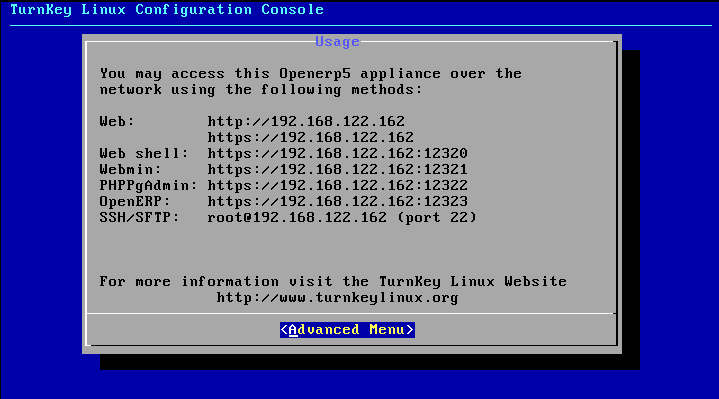 TurnKey Linux Configuration Console
Usage
You may access this Openerp5 appliance over the
network using the following methods:
Web: http://192.168.122.162
https://192.168.122.162
Web shell: https://192.168.122.162:12320
Webmin: https://192.168.122.162:12321
PHPPgAdmin: https://192.168.122.162:12322
OpenERP: https://192.168.122.162:12323
SSH/SFTP: root@192.168.122.162 (port 22)
For more information visit the TurnKey Linux Website
http://www.turnkeylinux.org
<Advanced Menu>